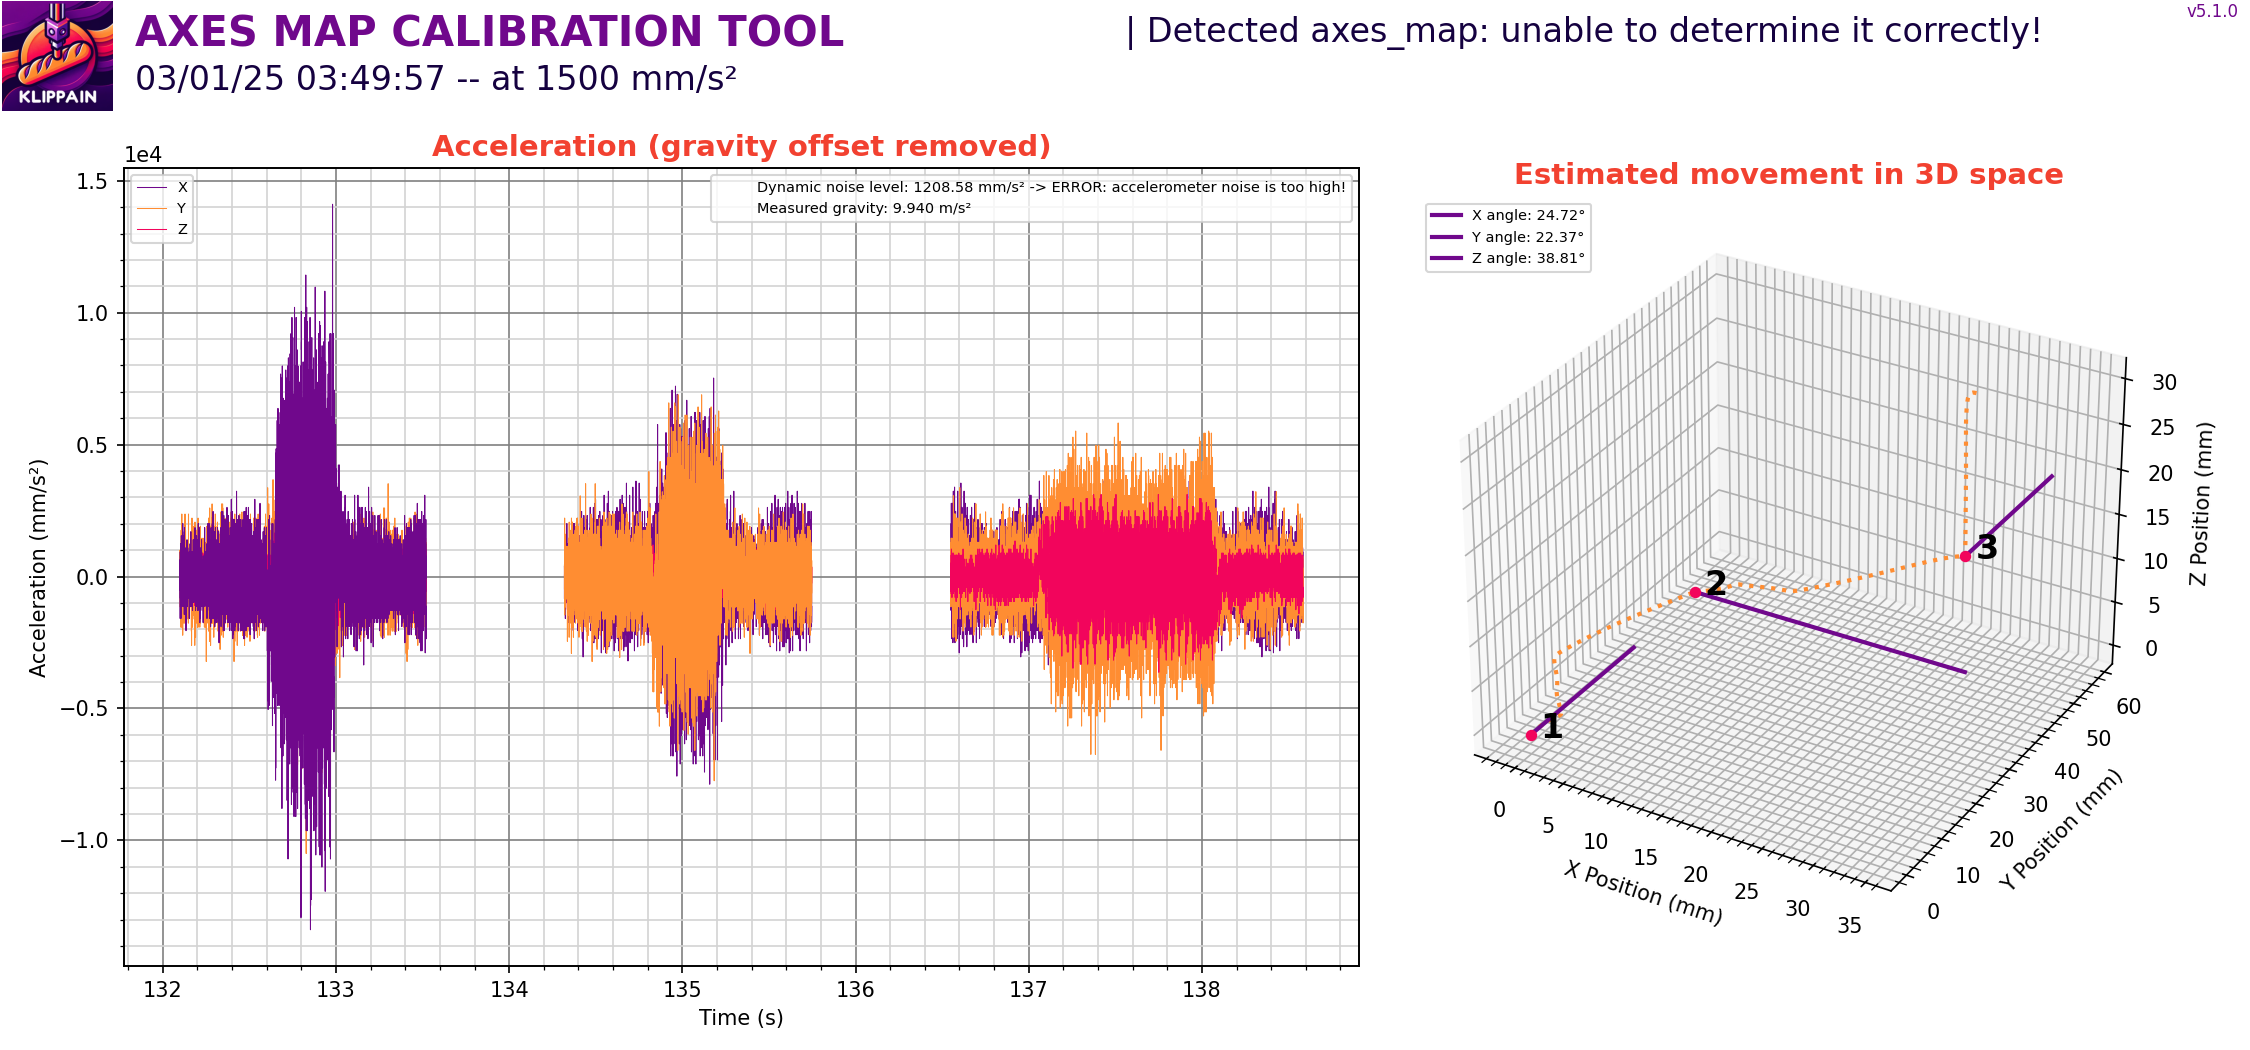 KLIPPAIN
AXES MAP CALIBRATION TOOL
03/01/25 03:49:57 -- at 1500 mm/s²
| Detected axes_map: unable to determine it correctly!
v5.1.0
Acceleration (gravity offset removed)
1e4
X
Y
Z
Dynamic noise level: 1208.58 mm/s² -> ERROR: accelerometer noise is too high!
Measured gravity: 9.940 m/s²
1.5
1.0
0.5
0.0
−0.5
−1.0
Acceleration (mm/s²)
132 133 134 135 136 137 138
Time (s)
Estimated movement in 3D space
X angle: 24.72°
Y angle: 22.37°
Z angle: 38.81°
1
2
3
0 5 10 15 20 25 30 35
X Position (mm)
0 10 20 30 40 50 60
Y Position (mm)
30
25
20
15
10
5
0
Z Position (mm)